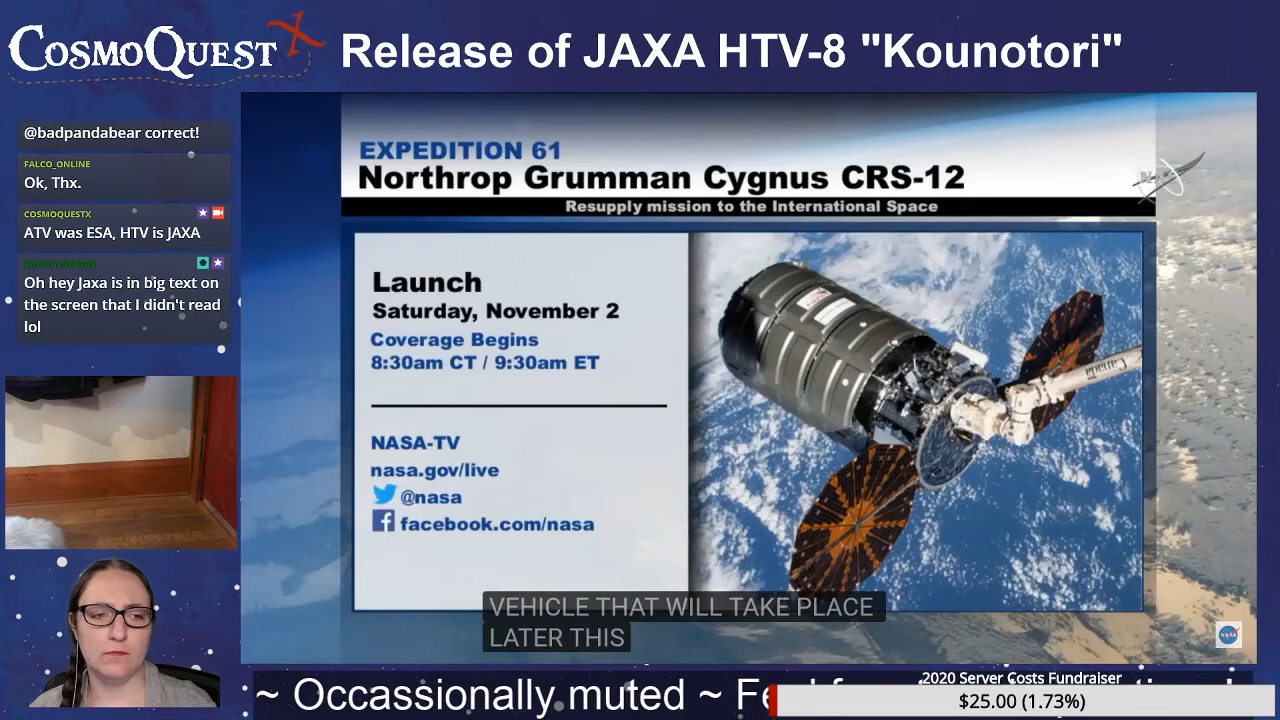 COSMOQUEST X
Release of JAXA HTV-8 "Kounotori"
@badpandabear correct!
FALCO_ONLINE
Ok, Thx.
COSMOQUESTX
ATV was ESA, HTV is JAXA
BADPANDABEAR
Oh hey Jaxa is in big text on
the screen that I didn't read
lol
EXPEDITION 61
Northrop Grumman Cygnus CRS-12
Resupply mission to the International Space
Launch
Saturday, November 2
Coverage Begins
8:30am CT / 9:30am ET
NASA-TV
nasa.gov/live
@nasa
facebook.com/nasa
Canada
VEHICLE THAT WILL TAKE PLACE
LATER THIS
NASA
~ Occassionally muted ~
2020 Server Costs Fundraiser
$25.00 (1.73%)